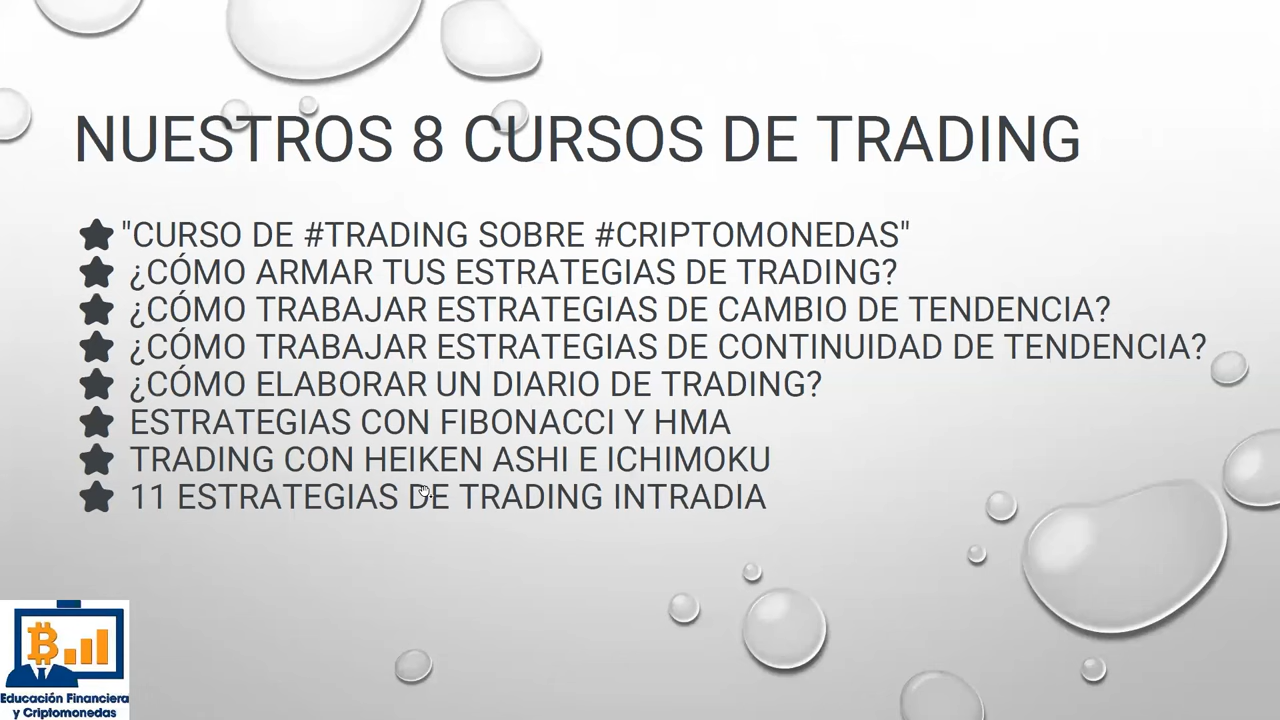 NUESTROS 8 CURSOS DE TRADING
"CURSO DE #TRADING SOBRE #CRIPTOMONEDAS"
¿CÓMO ARMAR TUS ESTRATEGIAS DE TRADING?
¿CÓMO TRABAJAR ESTRATEGIAS DE CAMBIO DE TENDENCIA?
¿CÓMO TRABAJAR ESTRATEGIAS DE CONTINUIDAD DE TENDENCIA?
¿CÓMO ELABORAR UN DIARIO DE TRADING?
ESTRATEGIAS CON FIBONACCI Y HMA
TRADING CON HEIKEN ASHI E ICHIMOKU
11 ESTRATEGIAS DE TRADING INTRADIA
Educación Financiera
y Criptomonedas